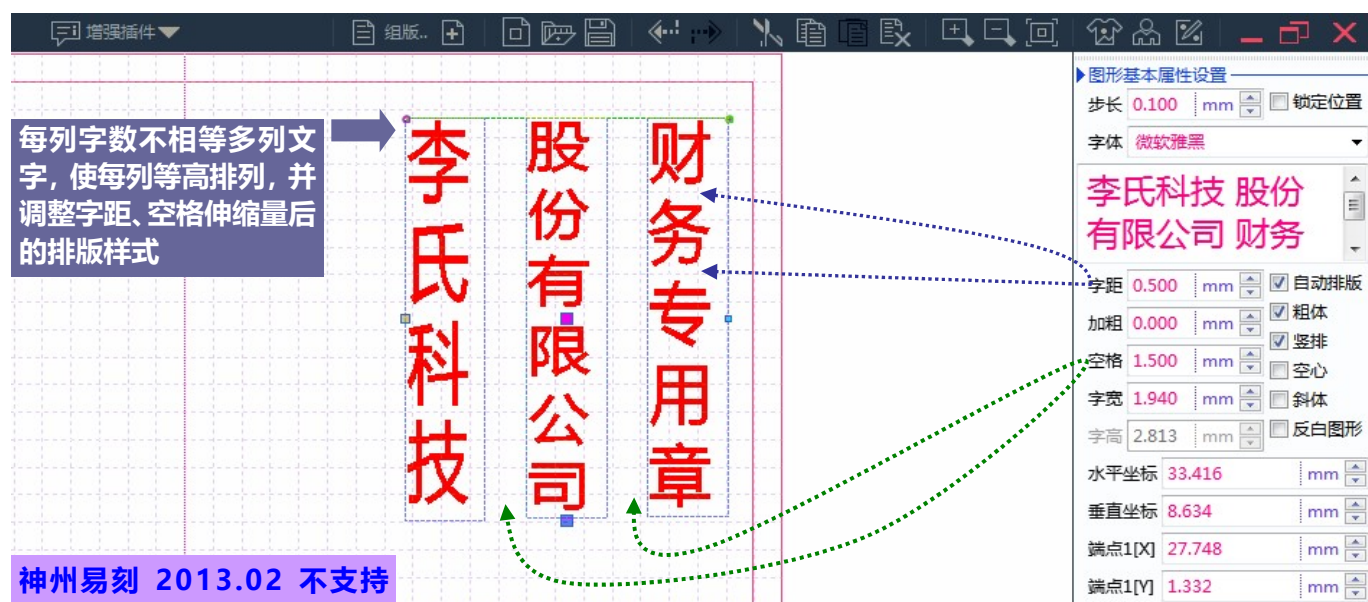 增强插件
组版..
每列字数不相等多列文
字, 使每列等高排列, 并
调整字距、空格伸缩量后
的排版样式
李氏科技
股份有限公司
财务专用章
图形基本属性设置
步长 0.100 mm 锁定位置
字体 微软雅黑
李氏科技 股份
有限公司 财务
字距 0.500 mm 自动排版
加粗 0.000 mm 粗体
竖排
空格 1.500 mm 空心
字宽 1.940 mm 斜体
字高 2.813 mm 反白图形
水平坐标 33.416 mm
垂直坐标 8.634 mm
端点1[X] 27.748 mm
端点1[Y] 1.332 mm
神州易刻 2013.02 不支持